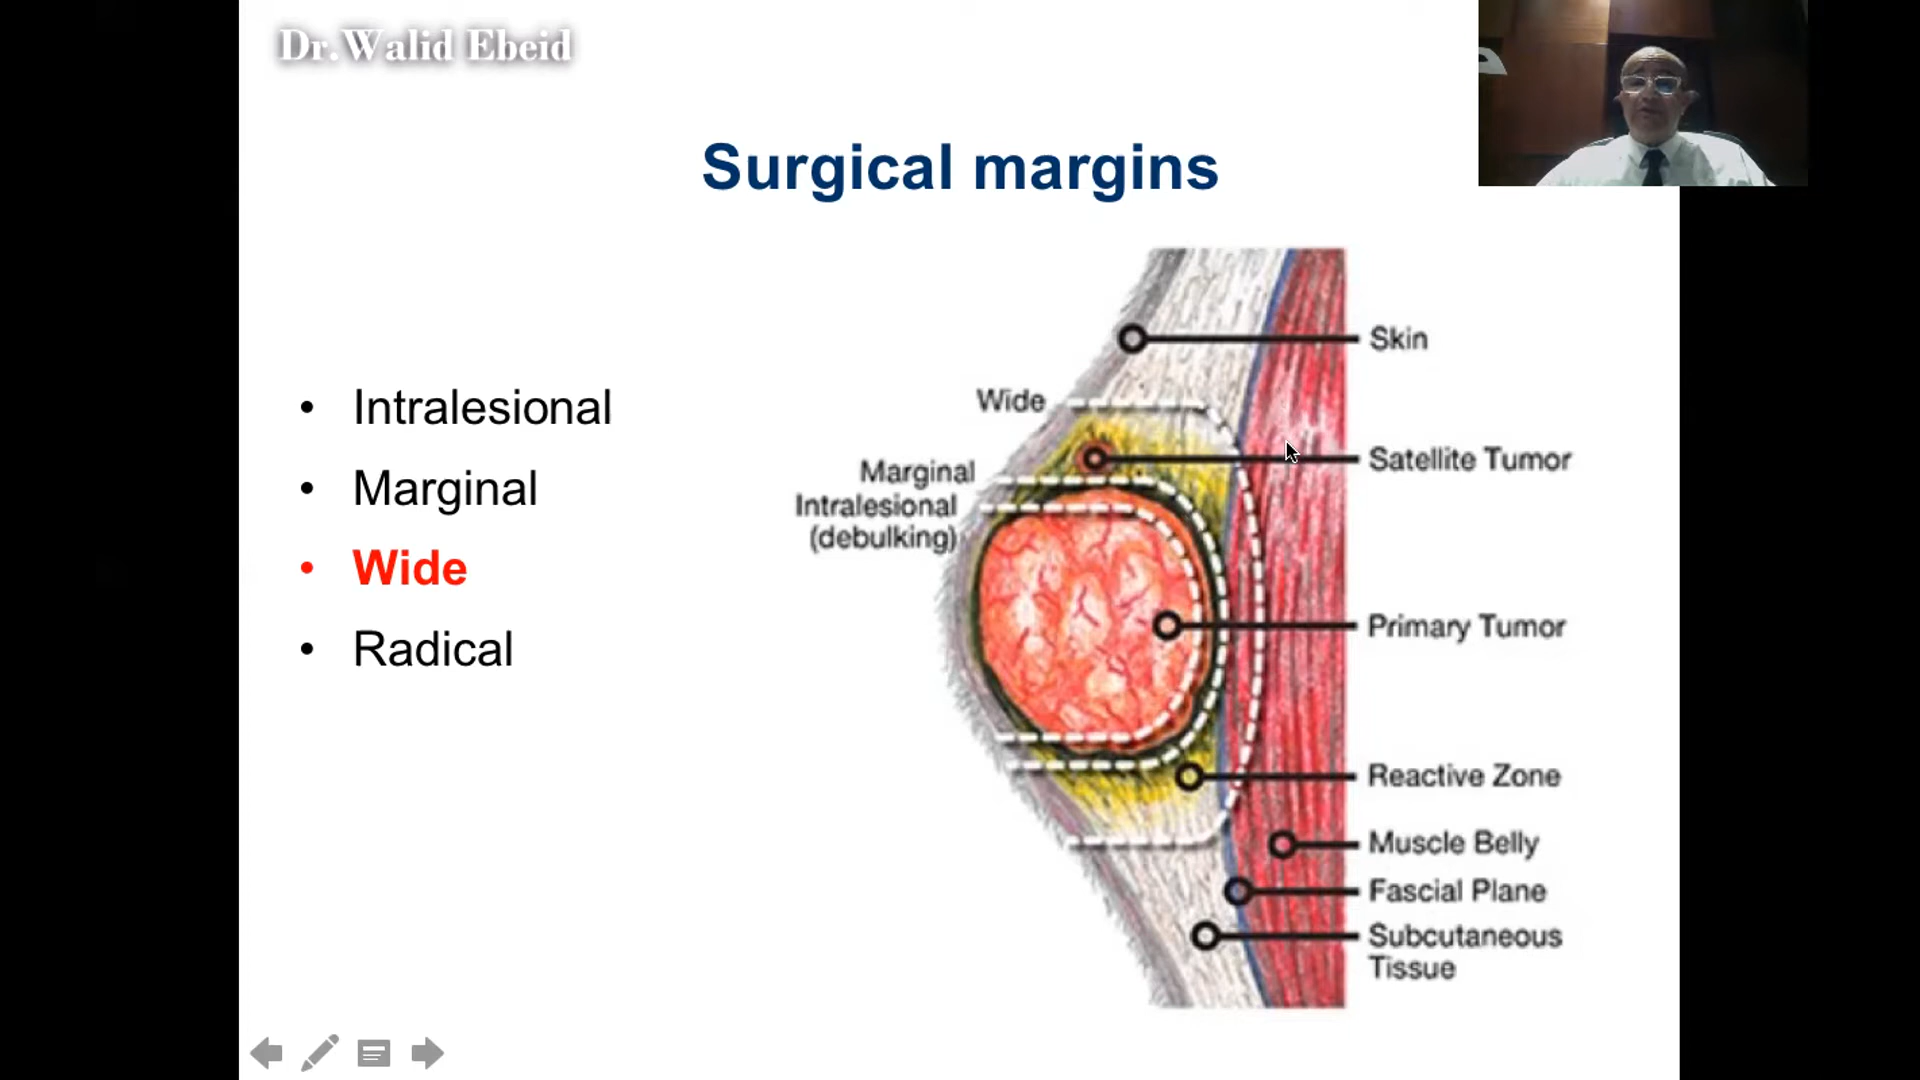 Dr.Walid Ebeid
Surgical margins
• Intralesional
• Marginal
• Wide
• Radical
Skin
Wide
Satellite Tumor
Marginal
Intralesional
(debulking)
Primary Tumor
Reactive Zone
Muscle Belly
Fascial Plane
Subcutaneous
Tissue